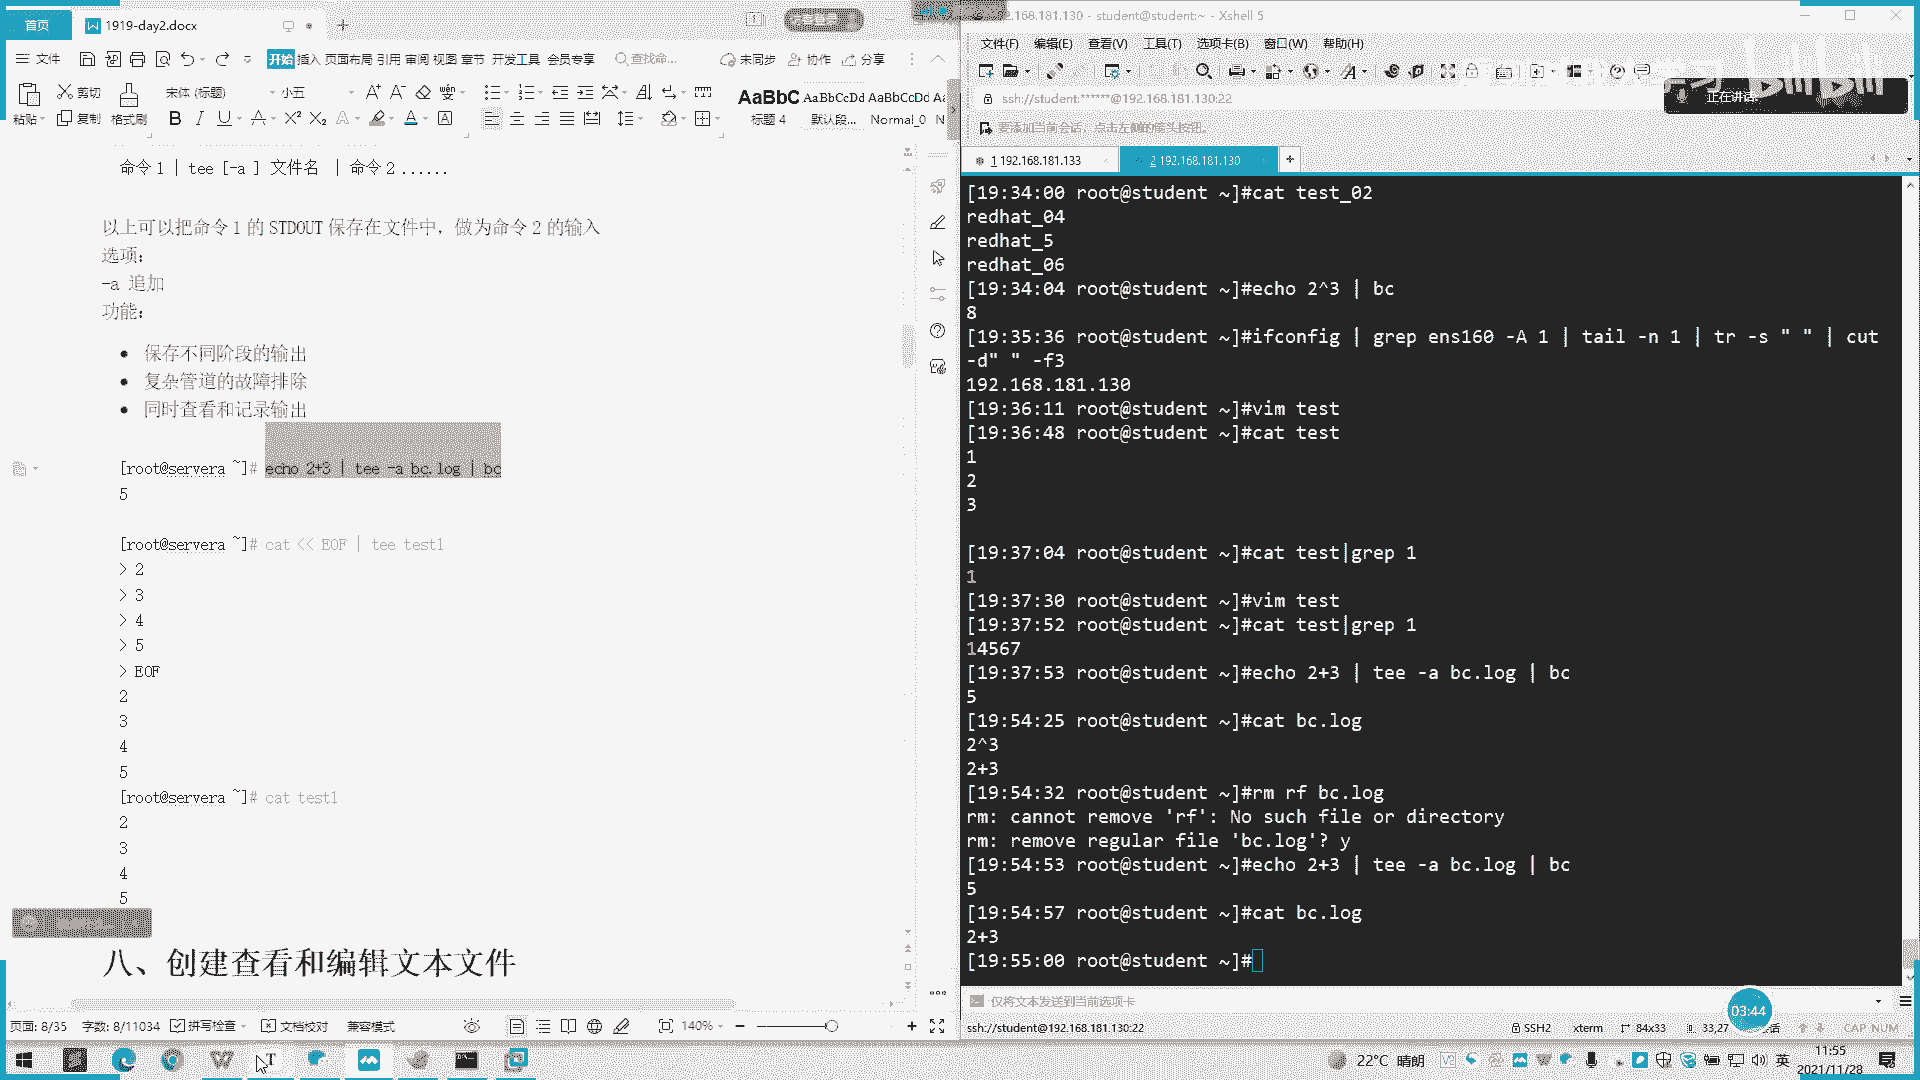 首页
1919-day2.docx
文件
开始 插入 页面布局 引用 审阅 视图 章节 开发工具 会员专享
查找命...
未同步
协作
分享
粘贴
剪切
复制
格式刷
宋体 (标题)
小五
AaBbC AaBbCcDd AaBbCcDd
标题 4
默认段...
Normal_0
命令 1 | tee [-a ] 文件名 | 命令 2 ......
以上可以把命令 1 的 STDOUT 保存在文件中，做为命令 2 的输入
选项：
-a 追加
功能：
• 保存不同阶段的输出
• 复杂管道的故障排除
• 同时查看和记录输出
[root@servera ~]# echo 2+3 | tee -a bc.log | bc
5
[root@servera ~]# cat << EOF | tee test1
> 2
> 3
> 4
> 5
> EOF
2
3
4
5
[root@servera ~]# cat test1
2
3
4
5
八、创建查看和编辑文本文件
页面: 8/35
字数: 8/11034
拼写检查
文档校对
兼容模式
140%
192.168.181.130 - student@student:~ - Xshell 5
文件(F) 编辑(E) 查看(V) 工具(T) 选项卡(B) 窗口(W) 帮助(H)
ssh://student:******@192.168.181.130:22
正在讲话:
要添加当前会话，点击左侧的箭头按钮。
1 192.168.181.133
2 192.168.181.130
[19:34:00 root@student ~]#cat test_02
redhat_04
redhat_5
redhat_06
[19:34:04 root@student ~]#echo 2^3 | bc
8
[19:35:36 root@student ~]#ifconfig | grep ens160 -A 1 | tail -n 1 | tr -s " " | cut
-d" " -f3
192.168.181.130
[19:36:11 root@student ~]#vim test
[19:36:48 root@student ~]#cat test
1
2
3
[19:37:04 root@student ~]#cat test|grep 1
1
[19:37:30 root@student ~]#vim test
[19:37:52 root@student ~]#cat test|grep 1
14567
[19:37:53 root@student ~]#echo 2+3 | tee -a bc.log | bc
5
[19:54:25 root@student ~]#cat bc.log
2^3
2+3
[19:54:32 root@student ~]#rm rf bc.log
rm: cannot remove 'rf': No such file or directory
rm: remove regular file 'bc.log'? y
[19:54:53 root@student ~]#echo 2+3 | tee -a bc.log | bc
5
[19:54:57 root@student ~]#cat bc.log
2+3
[19:55:00 root@student ~]#
仅将文本发送到当前选项卡
03:44
ssh://student@192.168.181.130:22
SSH2
xterm
84x33
33,27
CAP NUM
22°C 晴朗
英
11:55
2021/11/28